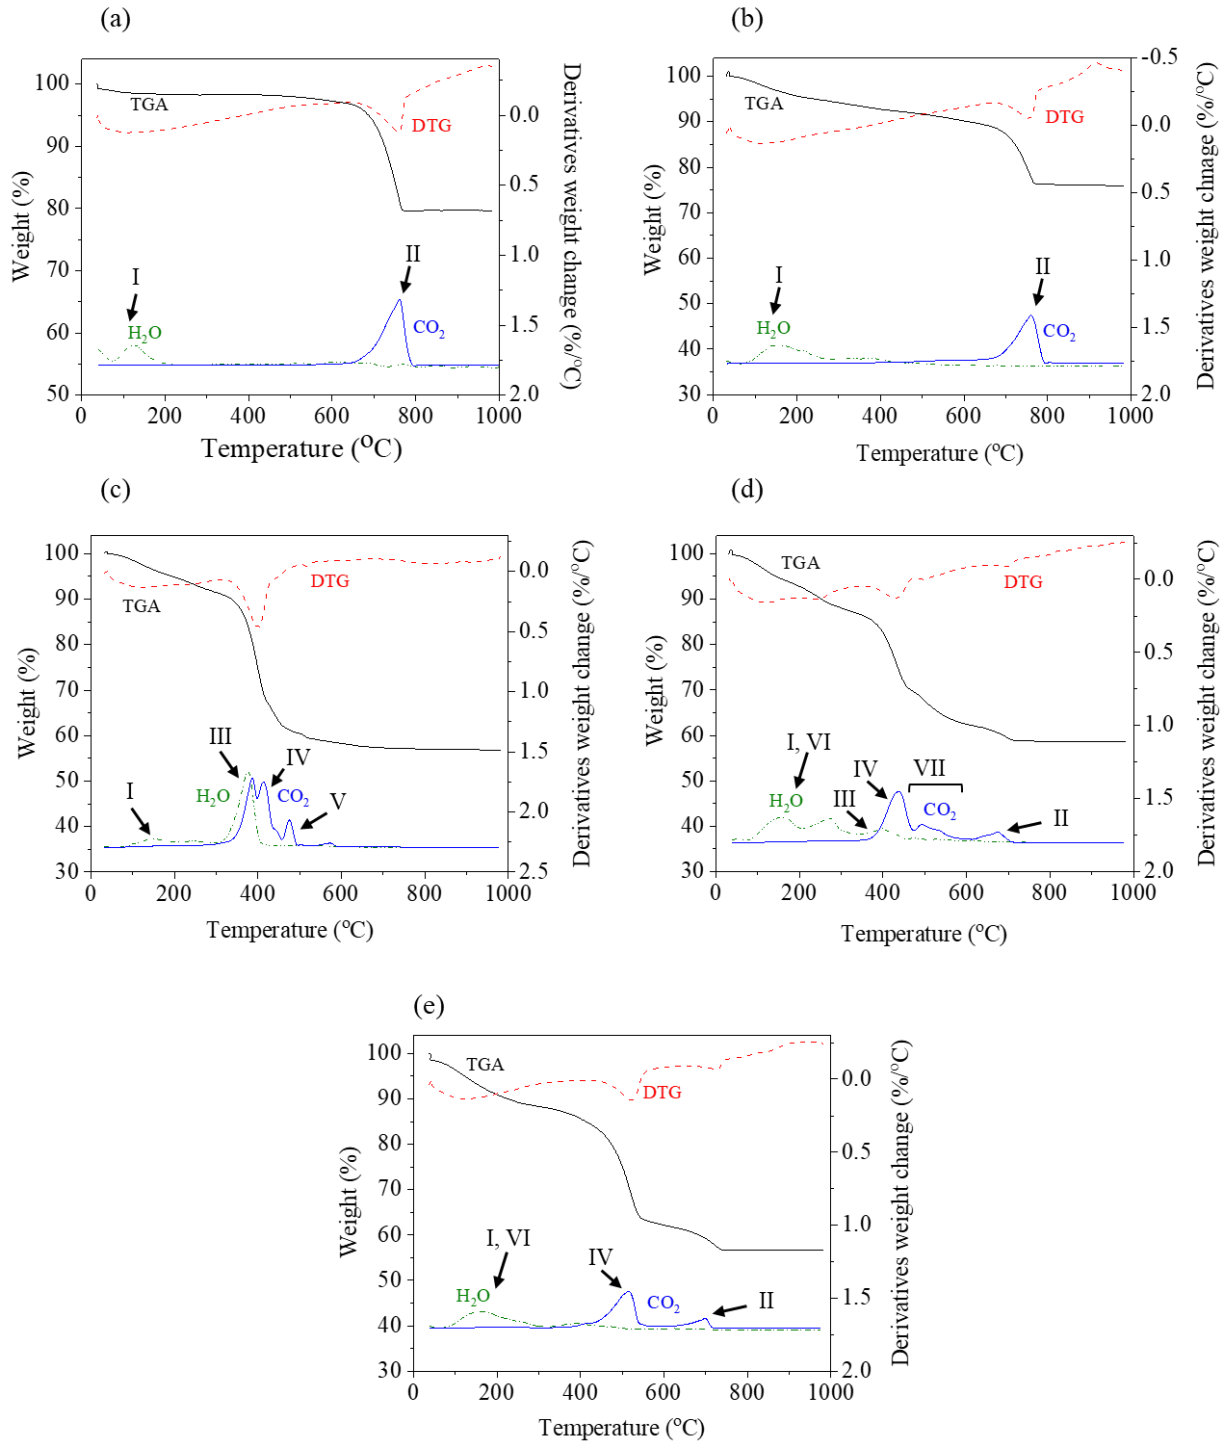 (a)
100
90
80
70
60
50
0
200
400
600
800
1000
0.0
0.5
1.0
1.5
2.0
Weight (%)
Temperature (°C)
Derivatives weight change (%/°C)
TGA
DTG
I
II
H2O
CO2
(b)
100
90
80
70
60
50
40
30
0
200
400
600
800
1000
-0.5
0.0
0.5
1.0
1.5
2.0
Weight (%)
Temperature (°C)
Derivatives weight chnage (%/°C)
TGA
DTG
I
II
H2O
CO2
(c)
100
90
80
70
60
50
40
30
0
200
400
600
800
1000
0.0
0.5
1.0
1.5
2.0
2.5
Weight (%)
Temperature (°C)
Derivatives weight change (%/°C)
TGA
DTG
III
IV
I
H2O
CO2
V
(d)
100
90
80
70
60
50
40
30
0
200
400
600
800
1000
0.0
0.5
1.0
1.5
2.0
Weight (%)
Temperature (°C)
Derivatives weight change (%/°C)
TGA
DTG
I, VI
IV
VII
H2O
III
CO2
II
(e)
100
90
80
70
60
50
40
30
0
200
400
600
800
1000
0.0
0.5
1.0
1.5
2.0
Weight (%)
Temperature (°C)
Derivatives weight change (%/°C)
TGA
DTG
I, VI
IV
H2O
CO2
II